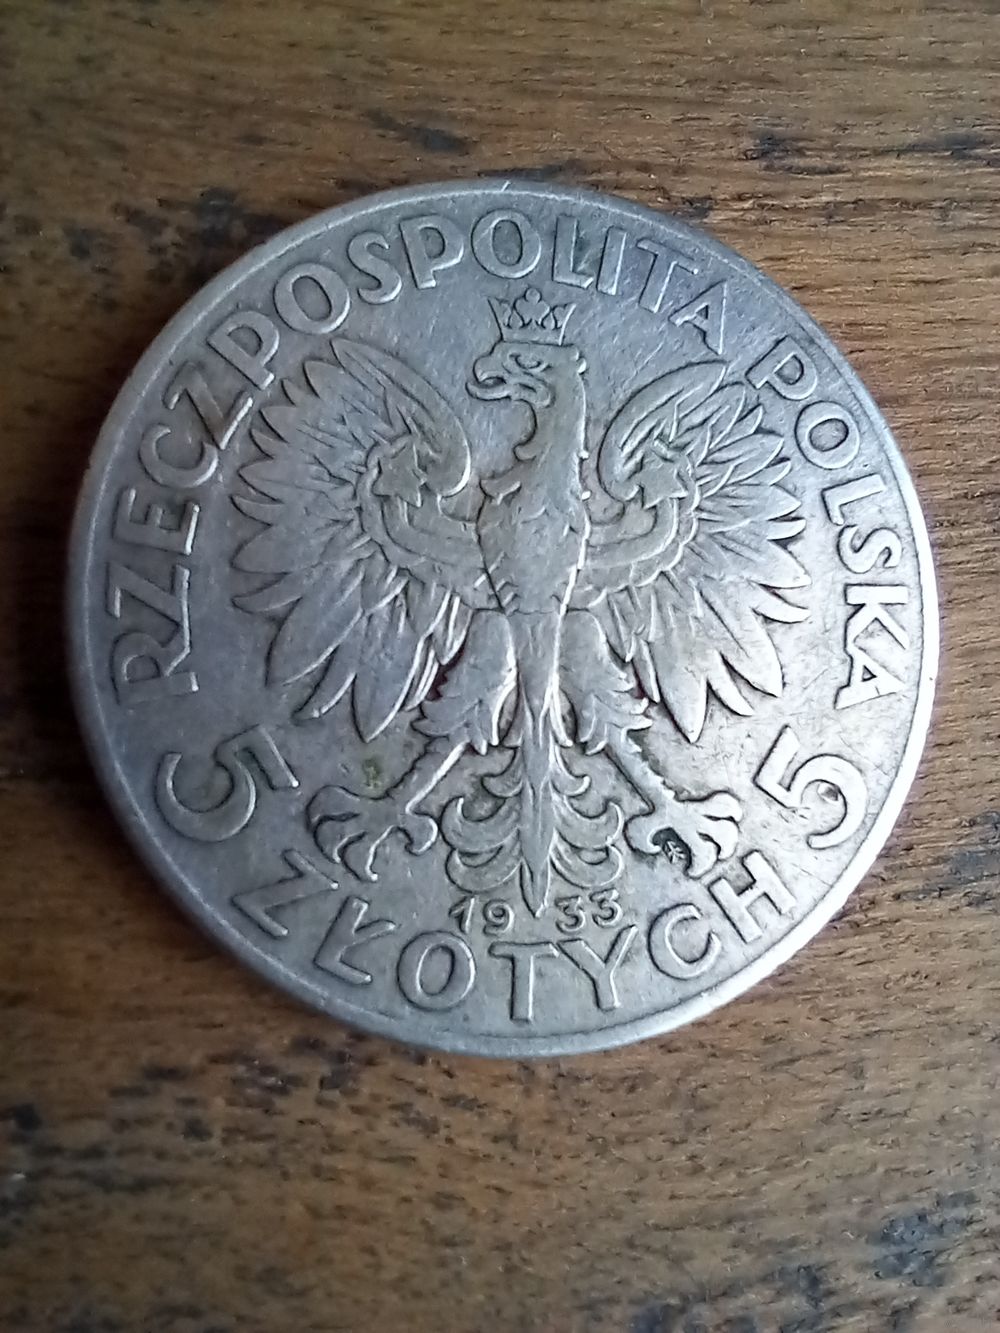 RZECZPOSPOLITA POLSKA
5 ZŁOTYCH 5
1933